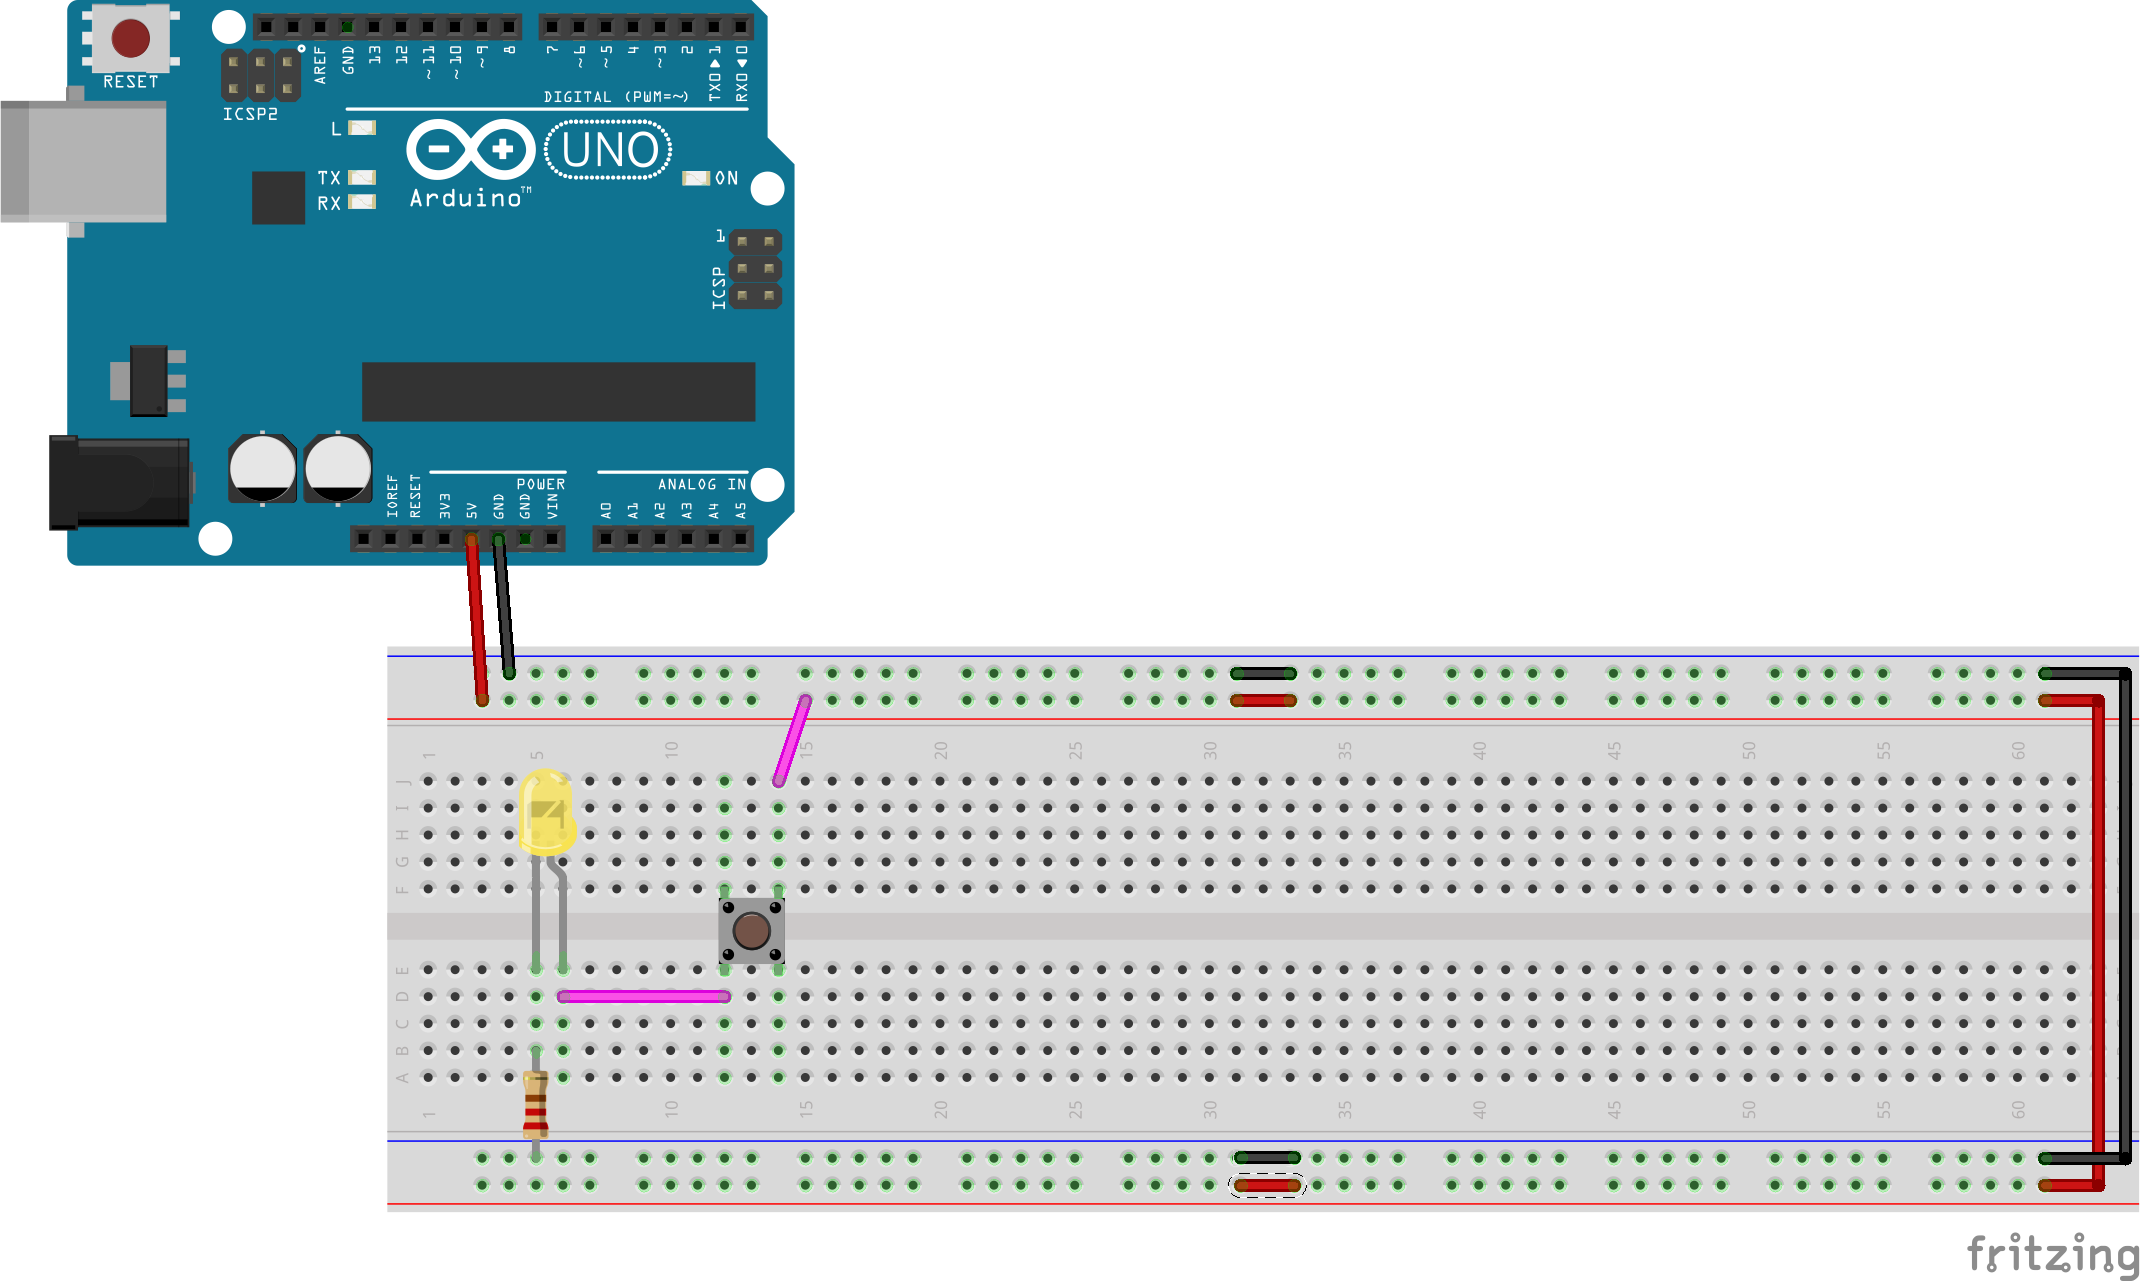 RESET
ICSP2
AREF
GND
13
12
~11
~10
~9
8
7
~6
~5
4
~3
2
TX0▶1
RX0◀0
DIGITAL (PWM=~)
L
TX
RX
Arduino™
UNO
ON
1
ICSP
POWER
ANALOG IN
IOREF
RESET
3V3
5V
GND
GND
VIN
A0
A1
A2
A3
A4
A5
1 5 10 15 20 25 30 35 40 45 50 55 60
J
I
H
G
F
E
D
C
B
A
1 10 15 20 25 30 35 40 45 50 55 60
fritzing